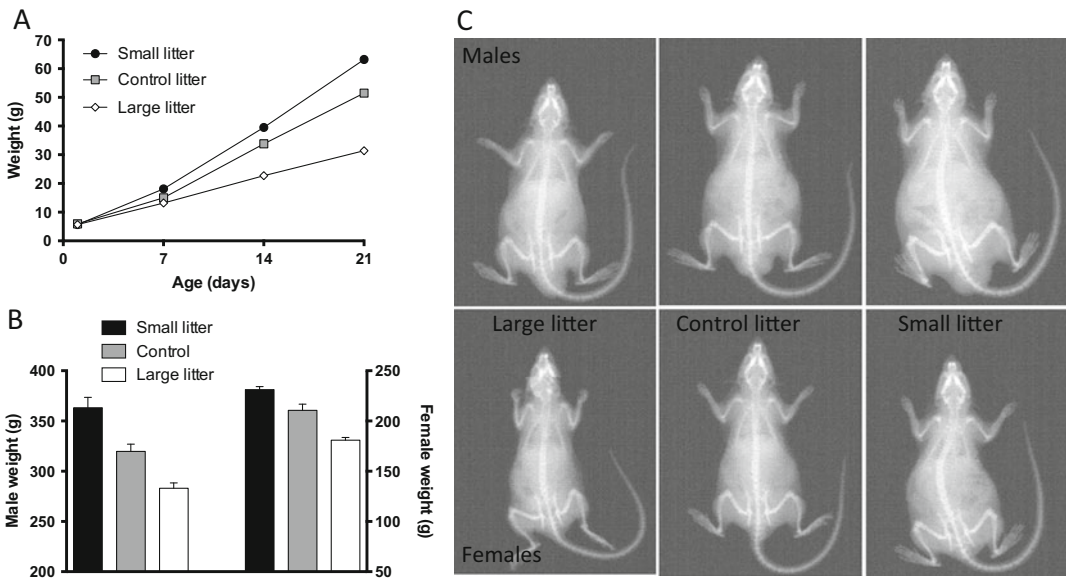 A
70
60
50
40
30
20
10
0
Weight (g)
Small litter
Control litter
Large litter
0 7 14 21
Age (days)
B
Small litter
Control
Large litter
400
350
300
250
200
Male weight (g)
250
200
150
100
50
Female weight (g)
C
Males
Large litter Control litter Small litter
Females